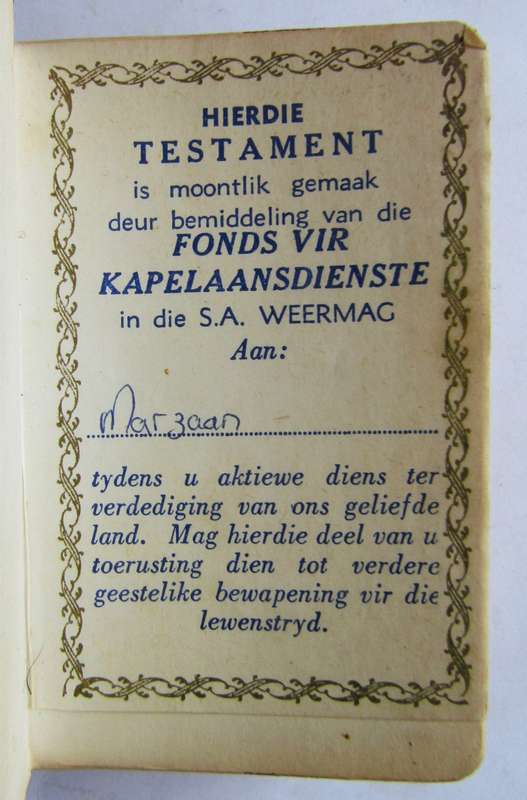 HIERDIE
TESTAMENT
is moontlik gemaak
deur bemiddeling van die
FONDS VIR
KAPELAANSDIENSTE
in die S.A. WEERMAG
Aan:
Marzaan
tydens u aktiewe diens ter
verdediging van ons geliefde
land. Mag hierdie deel van u
toerusting dien tot verdere
geestelike bewapening vir die
lewenstryd.